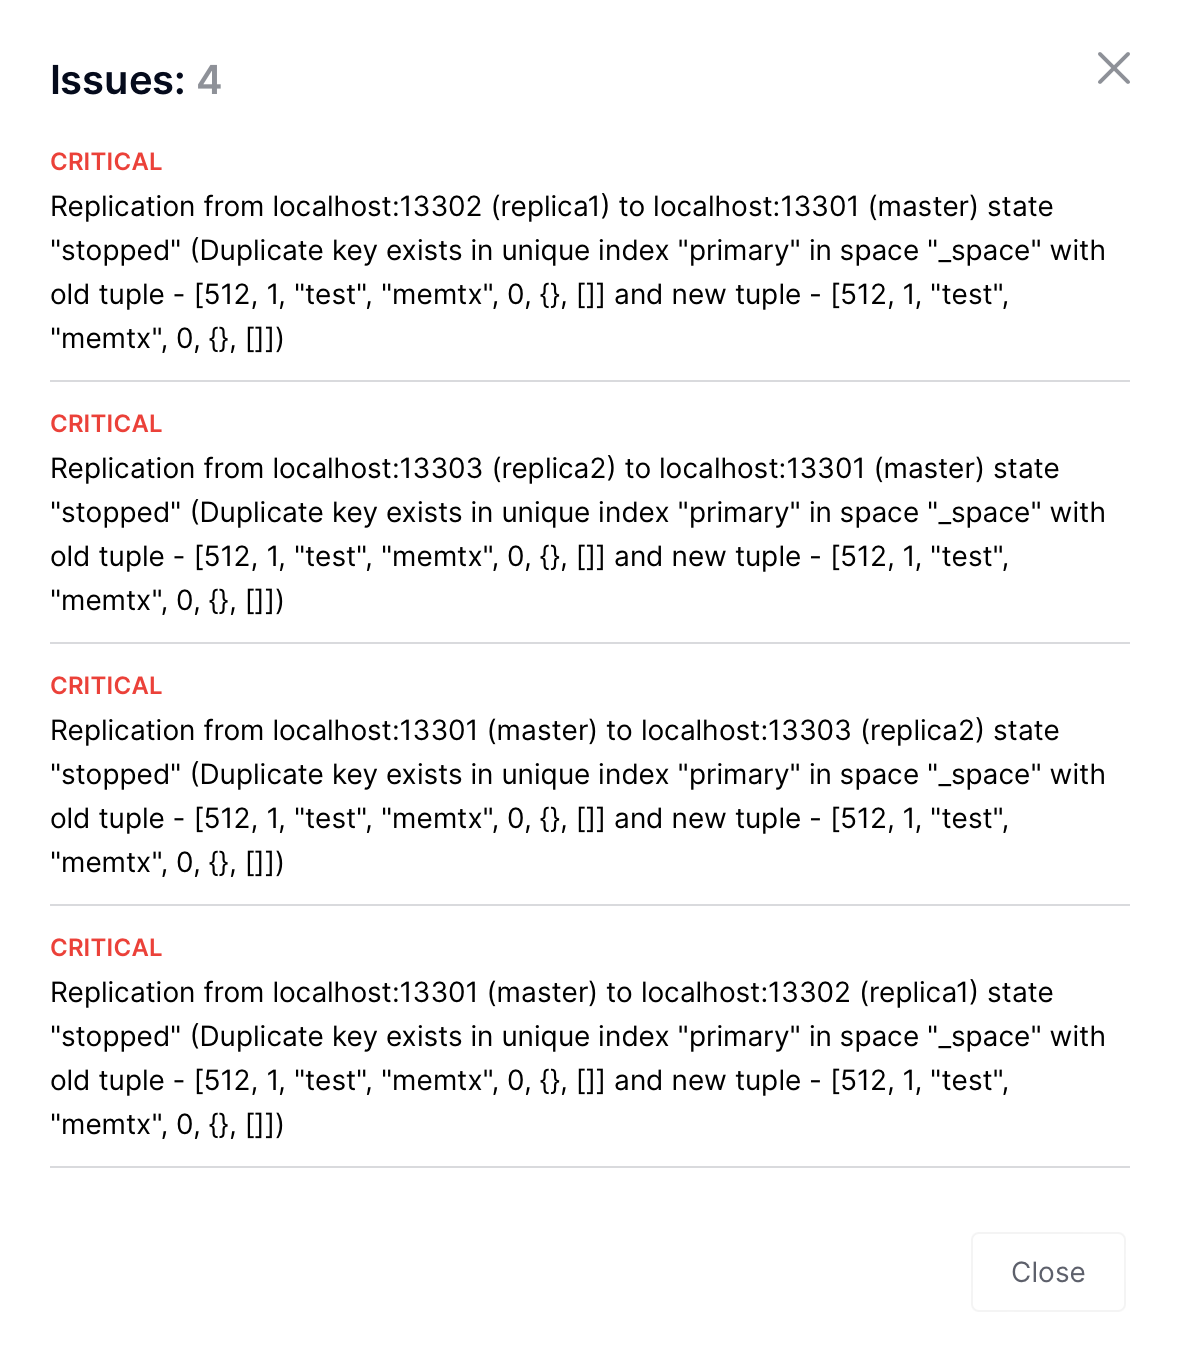 Issues: 4
CRITICAL
Replication from localhost:13302 (replica1) to localhost:13301 (master) state
"stopped" (Duplicate key exists in unique index "primary" in space "_space" with
old tuple - [512, 1, "test", "memtx", 0, {}, []] and new tuple - [512, 1, "test",
"memtx", 0, {}, []])
CRITICAL
Replication from localhost:13303 (replica2) to localhost:13301 (master) state
"stopped" (Duplicate key exists in unique index "primary" in space "_space" with
old tuple - [512, 1, "test", "memtx", 0, {}, []] and new tuple - [512, 1, "test",
"memtx", 0, {}, []])
CRITICAL
Replication from localhost:13301 (master) to localhost:13303 (replica2) state
"stopped" (Duplicate key exists in unique index "primary" in space "_space" with
old tuple - [512, 1, "test", "memtx", 0, {}, []] and new tuple - [512, 1, "test",
"memtx", 0, {}, []])
CRITICAL
Replication from localhost:13301 (master) to localhost:13302 (replica1) state
"stopped" (Duplicate key exists in unique index "primary" in space "_space" with
old tuple - [512, 1, "test", "memtx", 0, {}, []] and new tuple - [512, 1, "test",
"memtx", 0, {}, []])
Close